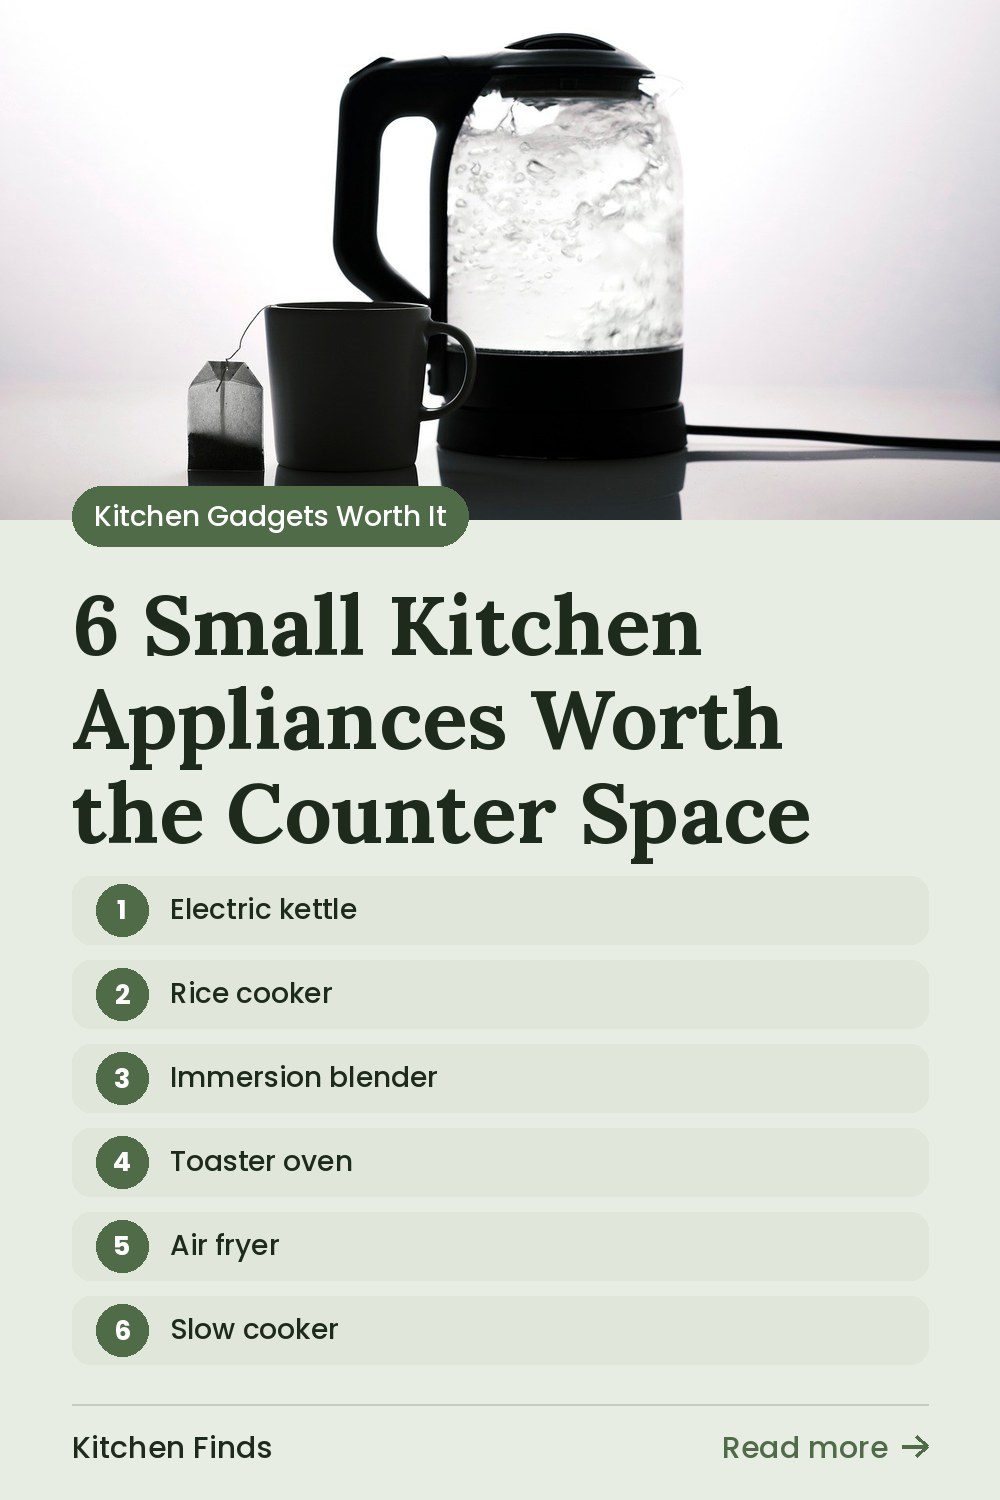 Kitchen Gadgets Worth It
6 Small Kitchen
Appliances Worth
the Counter Space
1 Electric kettle
2 Rice cooker
3 Immersion blender
4 Toaster oven
5 Air fryer
6 Slow cooker
Kitchen Finds
Read more →